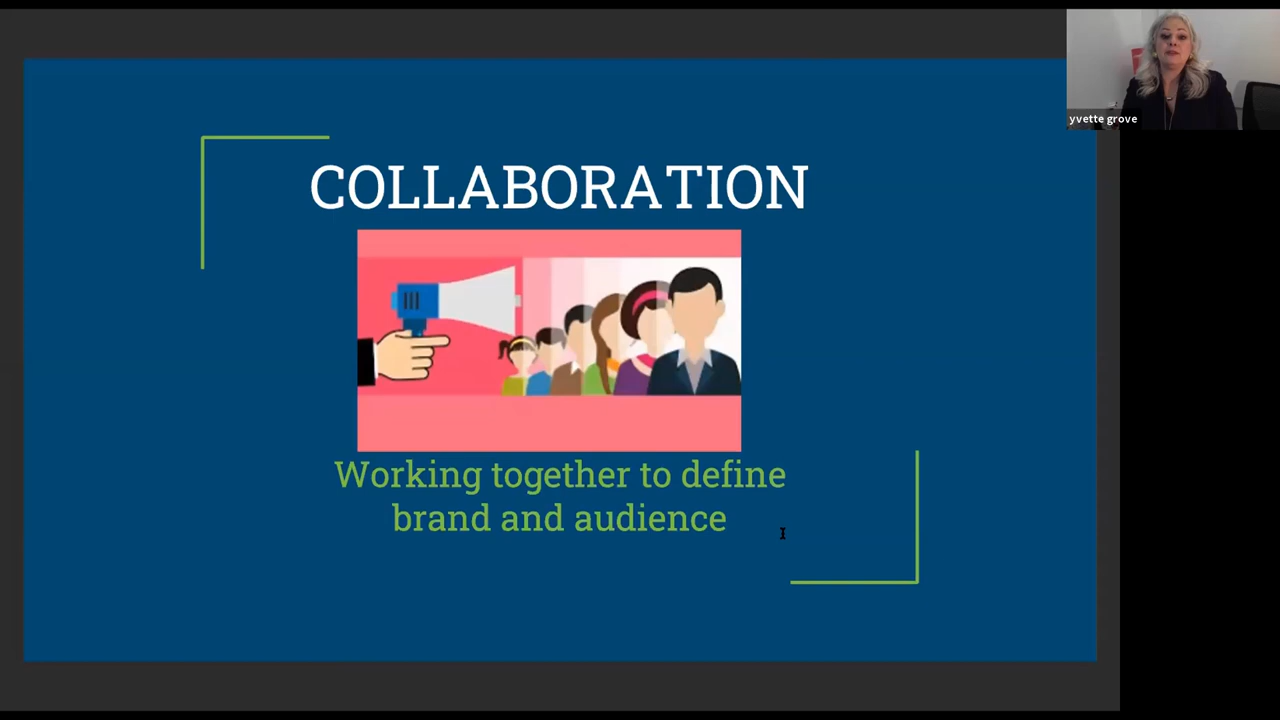 yvette grove
COLLABORATION
Working together to define
brand and audience